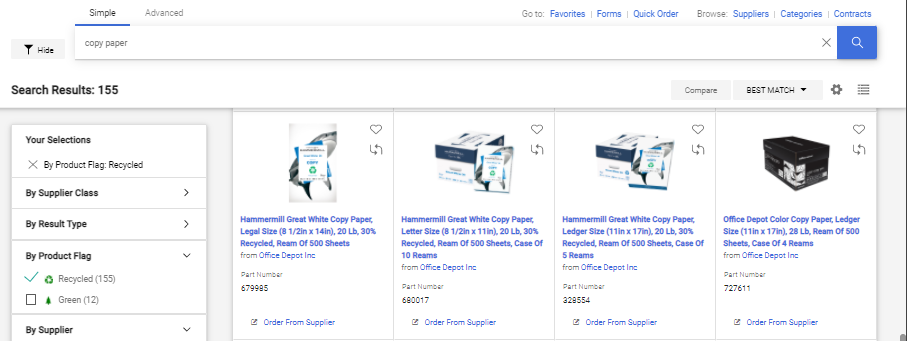 Simple
Advanced
Go to: Favorites | Forms | Quick Order
Browse: Suppliers | Categories | Contracts
Hide
copy paper
Search Results: 155
Compare
BEST MATCH
Your Selections
By Product Flag: Recycled
By Supplier Class
By Result Type
By Product Flag
Recycled (155)
Green (12)
By Supplier
COPY
Hammermill Great White Copy Paper,
Legal Size (8 1/2in x 14in), 20 Lb, 30%
Recycled, Ream Of 500 Sheets
from Office Depot Inc
Part Number
679985
Order From Supplier
Hammermill Great White Copy Paper,
Letter Size (8 1/2in x 11in), 20 Lb, 30%
Recycled, Ream Of 500 Sheets, Case Of
10 Reams
from Office Depot Inc
Part Number
680017
Order From Supplier
Hammermill Great White Copy Paper,
Ledger Size (11in x 17in), 20 Lb, 30%
Recycled, Ream Of 500 Sheets, Case Of
5 Reams
from Office Depot Inc
Part Number
328554
Order From Supplier
Office Depot Color Copy Paper, Ledger
Size (11in x 17in), 28 Lb, Ream Of 500
Sheets, Case Of 4 Reams
from Office Depot Inc
Part Number
727611
Order From Supplier